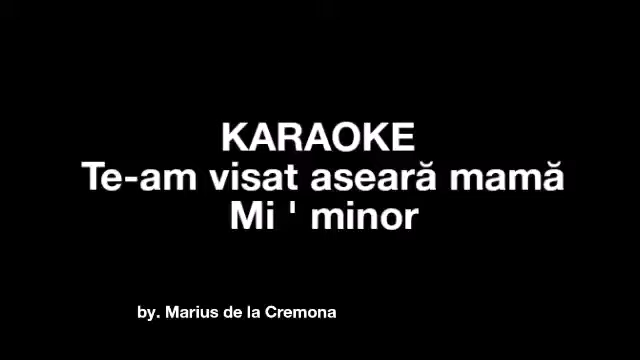 KARAOKE
Te-am visat aseară mamă
Mi ' minor
by. Marius de la Cremona